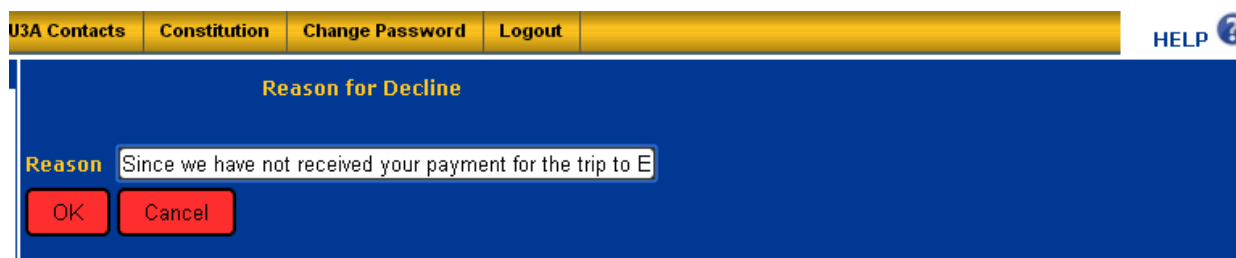 U3A Contacts Constitution Change Password Logout HELP ?
Reason for Decline
Reason Since we have not received your payment for the trip to E
OK Cancel